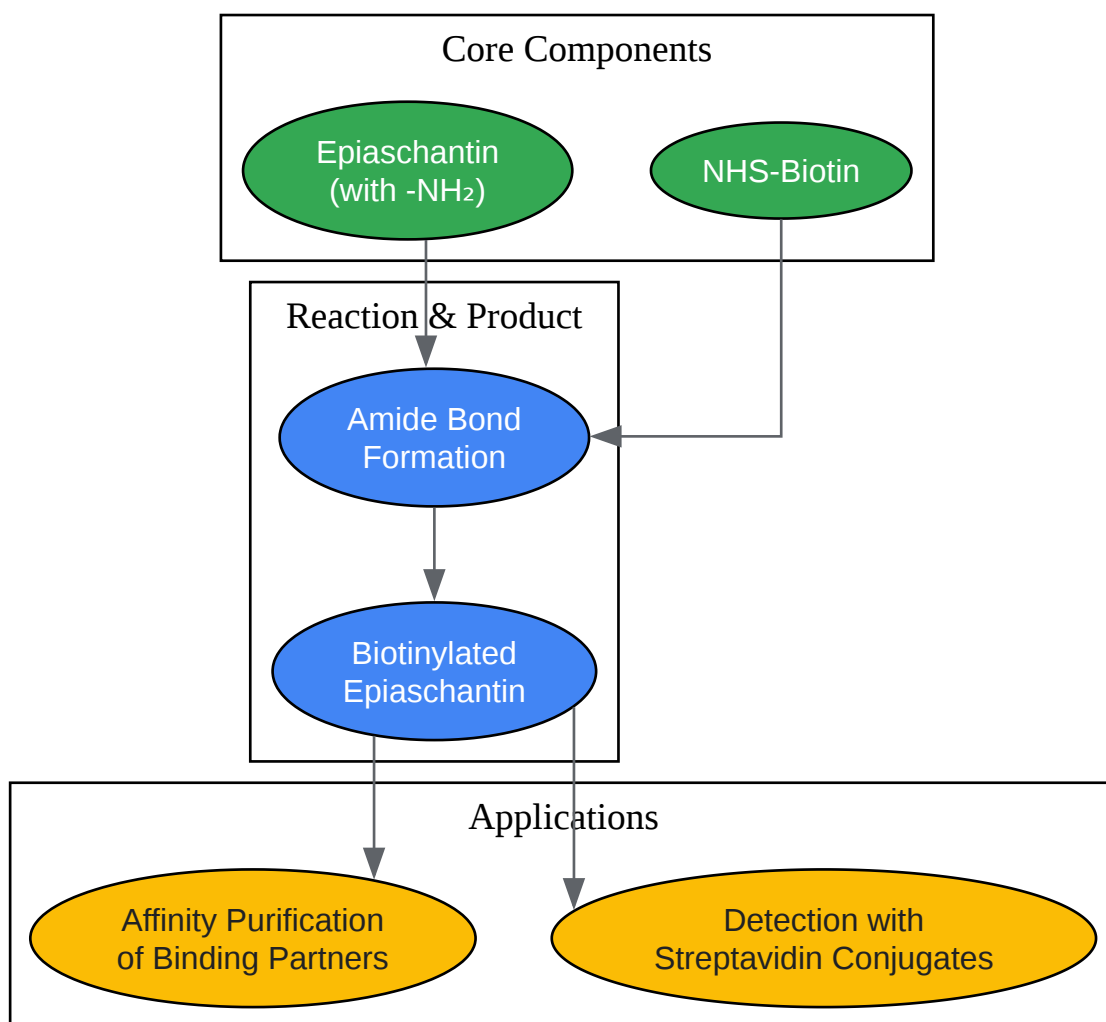 Core Components
Epiaschantin
(with -NH₂)
NHS-Biotin
Reaction & Product
Amide Bond
Formation
Biotinylated
Epiaschantin
Applications
Affinity Purification
of Binding Partners
Detection with
Streptavidin Conjugates